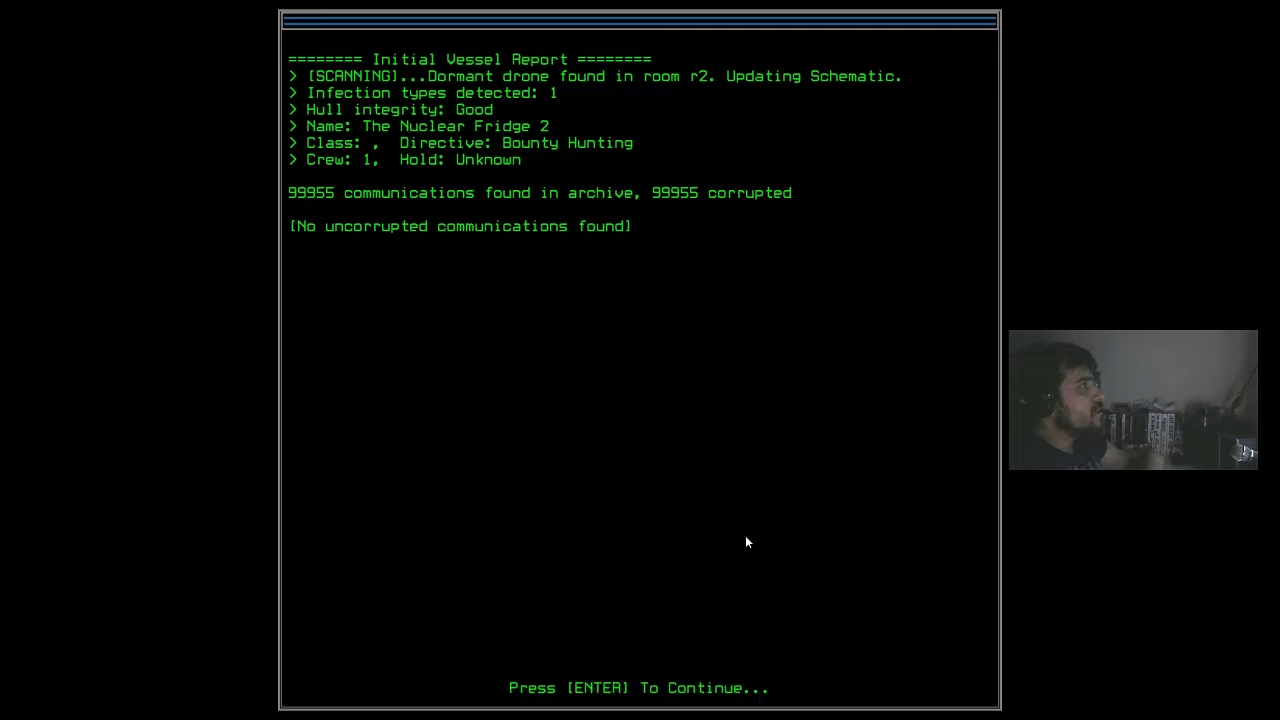 ======== Initial Vessel Report ========
> [SCANNING]...Dormant drone found in room r2. Updating Schematic.
> Infection types detected: 1
> Hull integrity: Good
> Name: The Nuclear Fridge 2
> Class: ,  Directive: Bounty Hunting
> Crew: 1,  Hold: Unknown
99955 communications found in archive, 99955 corrupted
[No uncorrupted communications found]
Press [ENTER] To Continue...